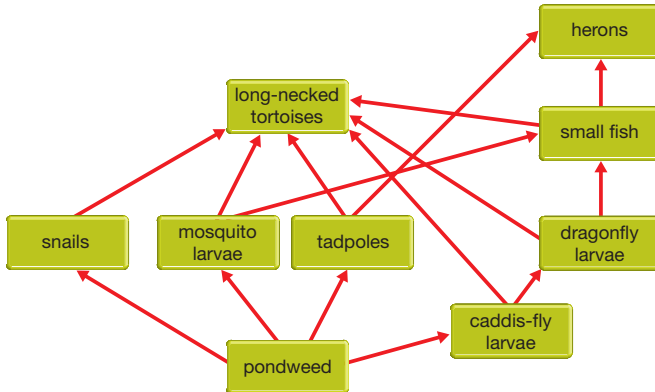 herons
long-necked
tortoises
small fish
snails
mosquito
larvae
tadpoles
dragonfly
larvae
caddis-fly
larvae
pondweed